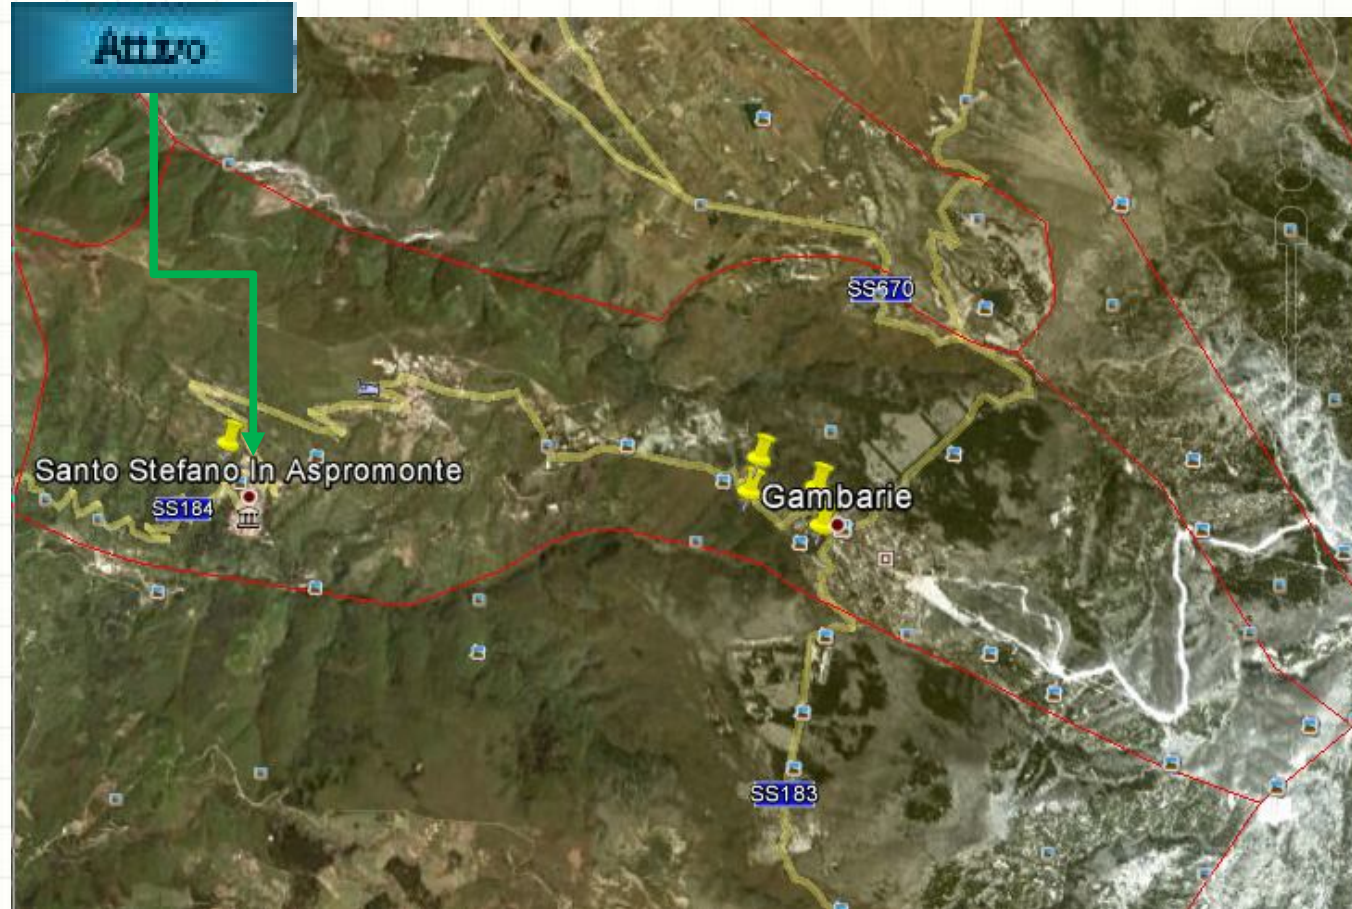 Attivo
SS670
Santo Stefano In Aspromonte
SS184
Gambarie
SS183